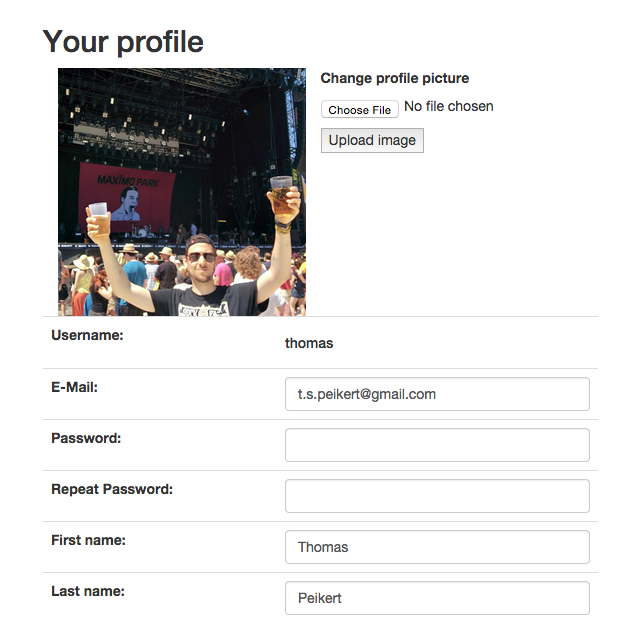 Your profile
MAXÏMO PARK
Change profile picture
Choose File No file chosen
Upload image
Username: thomas
E-Mail: t.s.peikert@gmail.com
Password:
Repeat Password:
First name: Thomas
Last name: Peikert